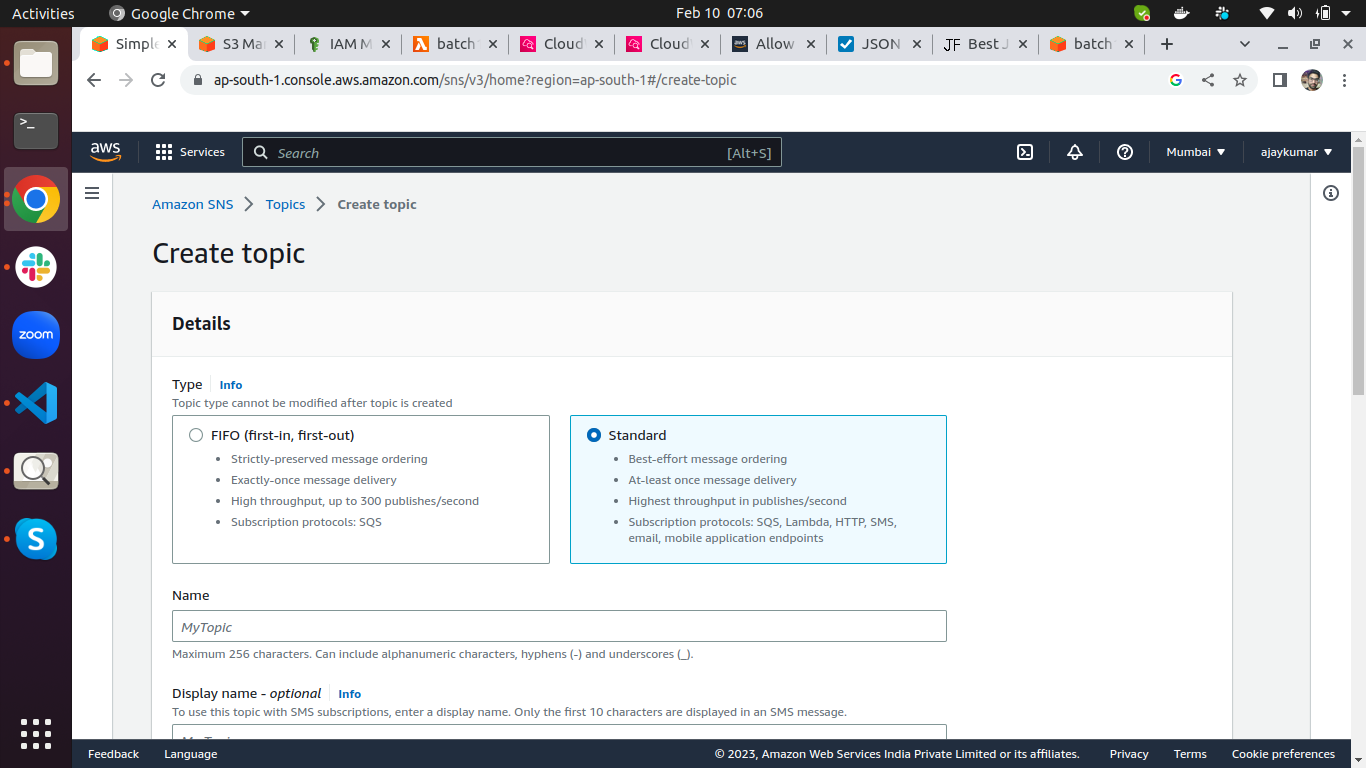 Activities
Google Chrome
Feb 10 07:06
Simple
S3 Ma
IAM M
batch
Cloud
Cloud
Allow
JSON
JF Best J
batch
ap-south-1.console.aws.amazon.com/sns/v3/home?region=ap-south-1#/create-topic
aws
Services
Search
[Alt+S]
Mumbai
ajaykumar
Amazon SNS
Topics
Create topic
Create topic
Details
Type
Info
Topic type cannot be modified after topic is created
FIFO (first-in, first-out)
Strictly-preserved message ordering
Exactly-once message delivery
High throughput, up to 300 publishes/second
Subscription protocols: SQS
Standard
Best-effort message ordering
At-least once message delivery
Highest throughput in publishes/second
Subscription protocols: SQS, Lambda, HTTP, SMS,
email, mobile application endpoints
Name
MyTopic
Maximum 256 characters. Can include alphanumeric characters, hyphens (-) and underscores (_).
Display name - optional
Info
To use this topic with SMS subscriptions, enter a display name. Only the first 10 characters are displayed in an SMS message.
zoom
Feedback
Language
© 2023, Amazon Web Services India Private Limited or its affiliates.
Privacy
Terms
Cookie preferences